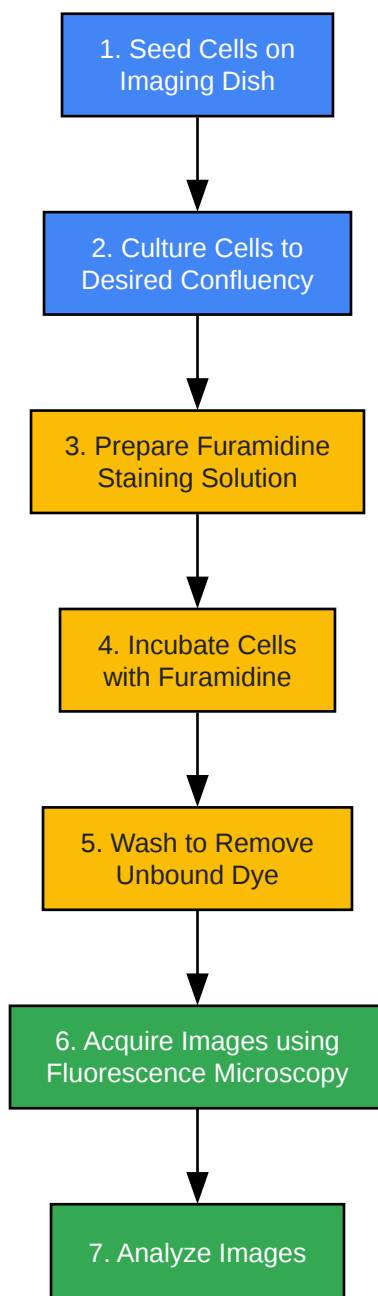 1. Seed Cells on
Imaging Dish
2. Culture Cells to
Desired Confluency
3. Prepare Furamidine
Staining Solution
4. Incubate Cells
with Furamidine
5. Wash to Remove
Unbound Dye
6. Acquire Images using
Fluorescence Microscopy
7. Analyze Images